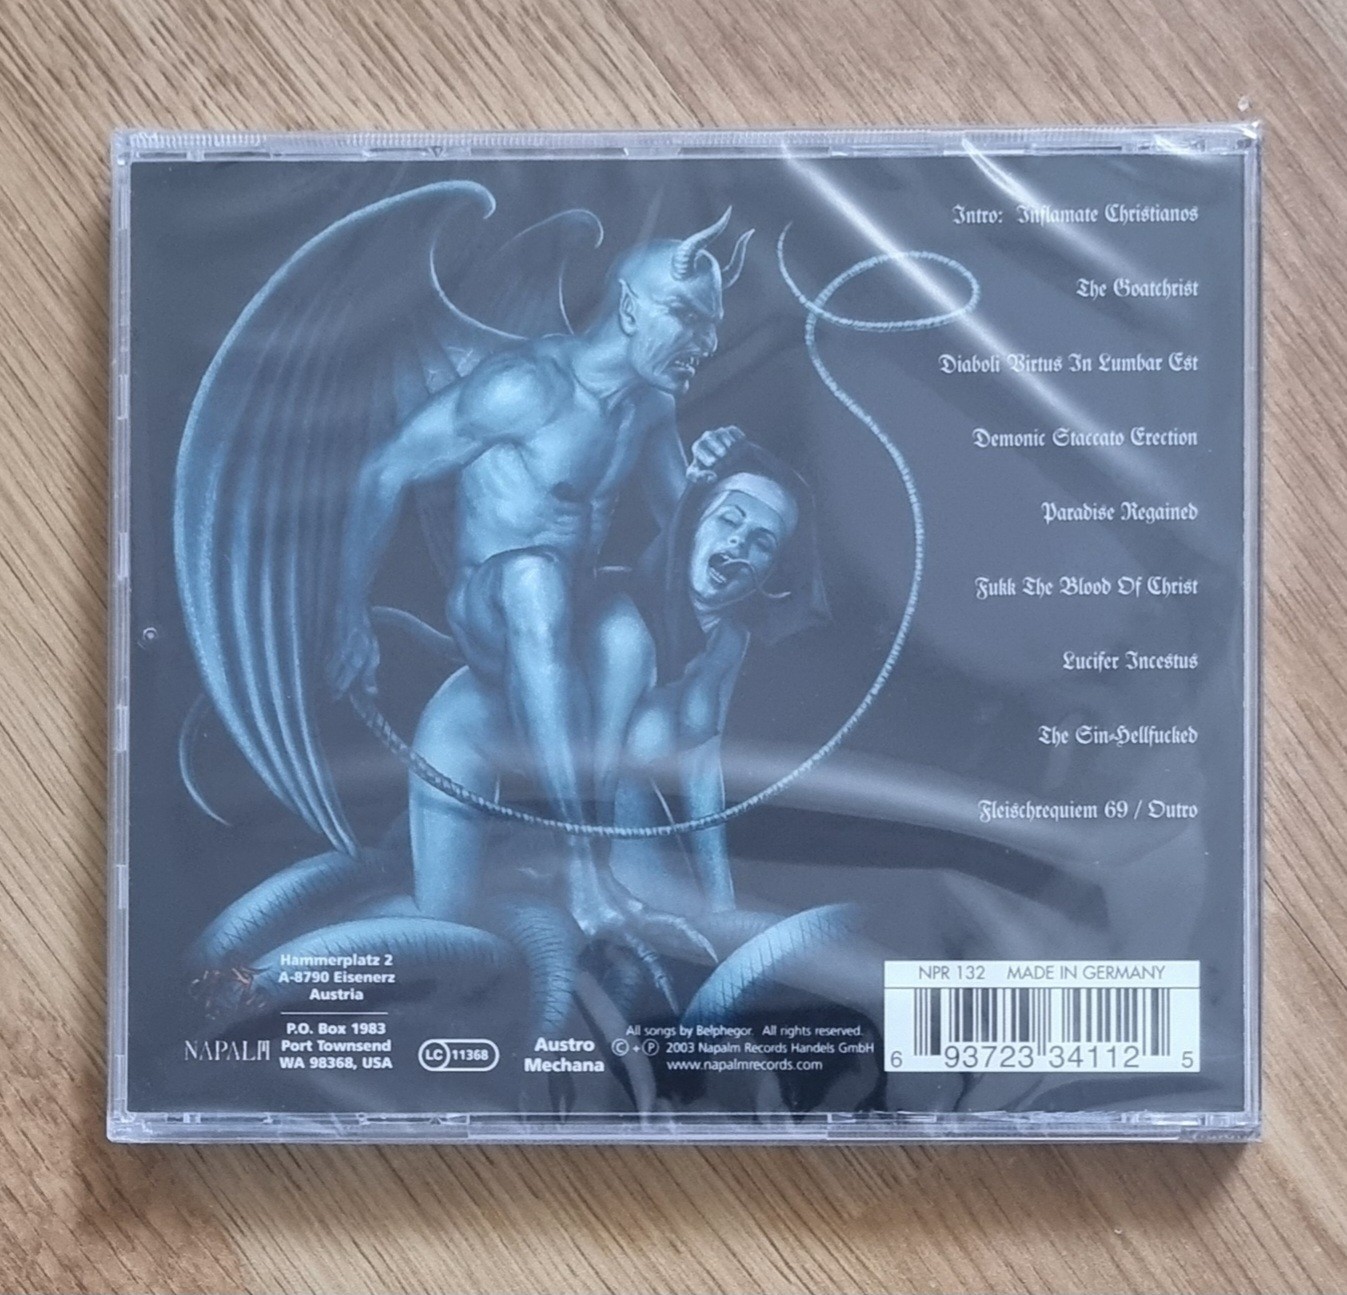 Intro: Inflamate Christianos
The Goatchrist
Diaboli Virtus In Lumbar Est
Demonic Staccato Erection
Paradise Regained
Fukk The Blood Of Christ
Lucifer Incestus
The Sin-Hellfucked
Fleischrequiem 69 / Outro
Hammerplatz 2
A-8790 Eisenerz
Austria
P.O. Box 1983
Port Townsend
WA 98368, USA
NAPALM
LC 11368
Austro
Mechana
All songs by Belphegor. All rights reserved.
© + ℗ 2003 Napalm Records Handels GmbH
www.napalmrecords.com
NPR 132 MADE IN GERMANY
6 93723 34112 5